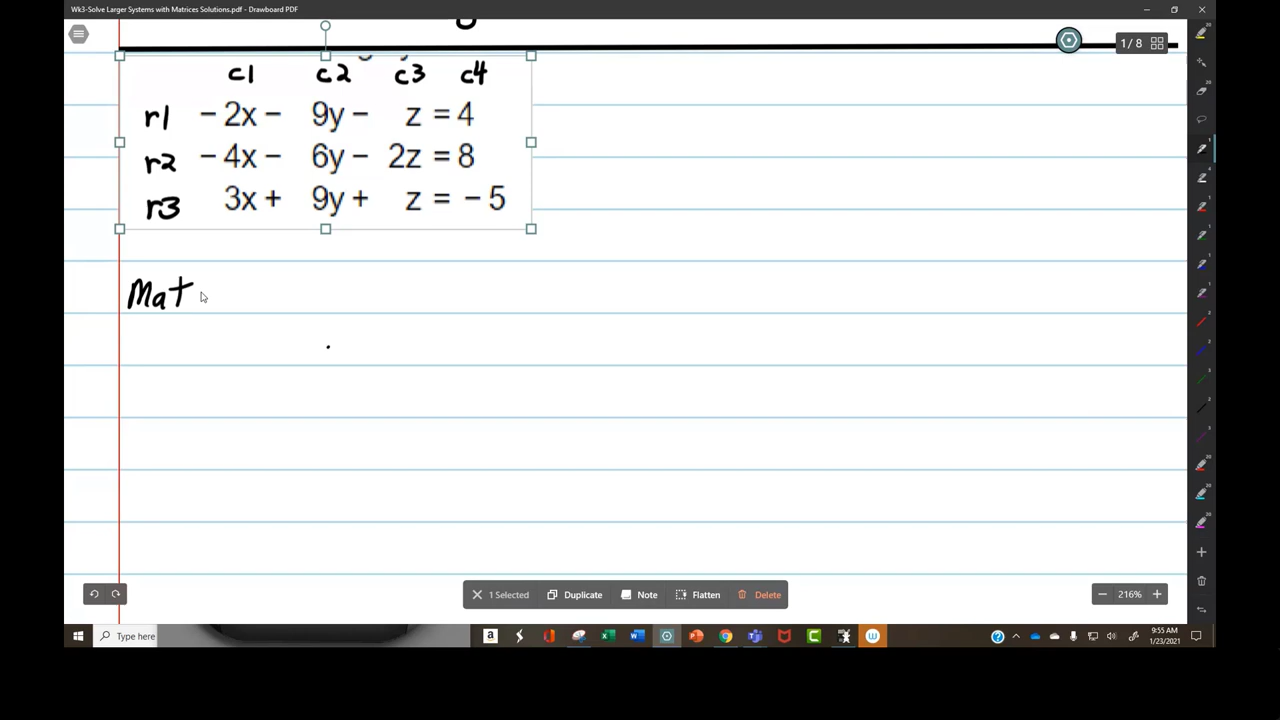 Wk3-Solve Larger Systems with Matrices Solutions.pdf - Drawboard PDF
1 / 8
c1 c2 c3 c4
r1 − 2x − 9y − z = 4
r2 − 4x − 6y − 2z = 8
r3 3x + 9y + z = − 5
Mat
1 Selected Duplicate Note Flatten Delete
216%
Type here
9:55 AM
1/23/2021